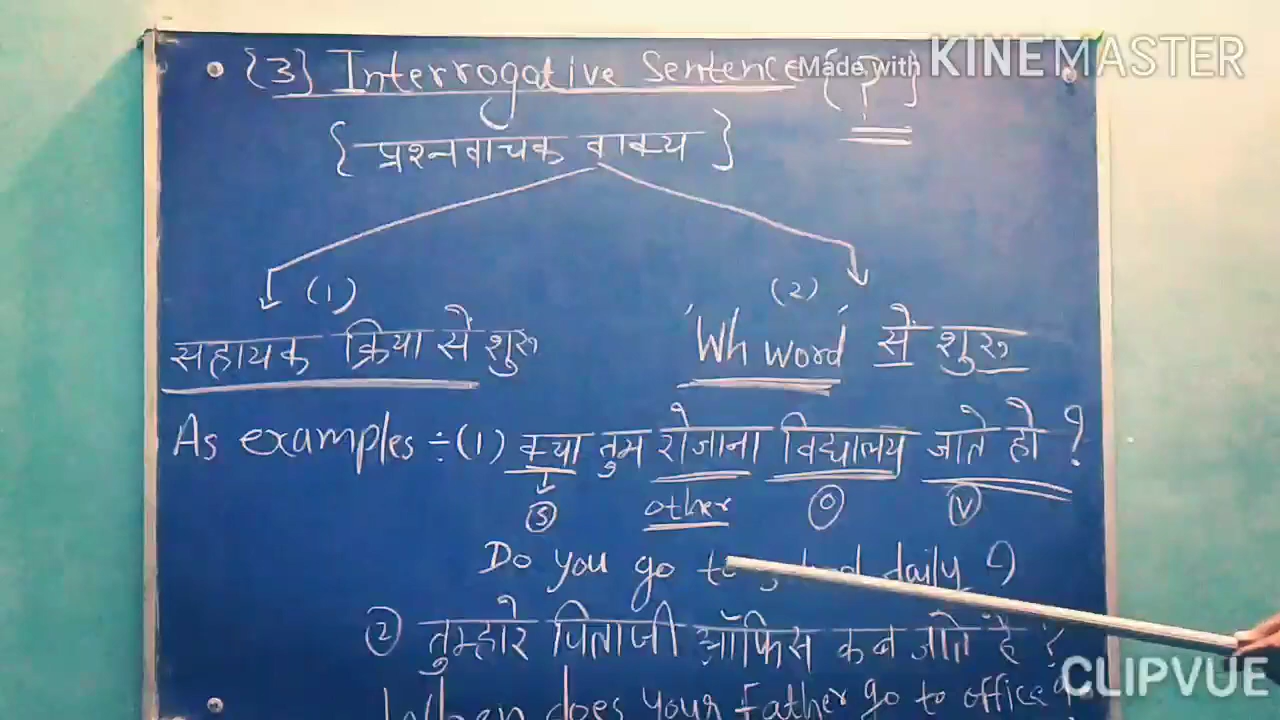 {3} Interrogative Sentence {?}
Made with KINEMASTER
{प्रश्नवाचक वाक्य}
(1) (2)
सहायक क्रिया से शुरु 'Wh word' से शुरु
As examples ÷ (1) क्या तुम रोजाना विद्यालय जाते हो ?
S other O V
Do you go to daily ?
② तुम्हारे पिताजी ऑफिस कब जाते हैं ?
When does your father go to office ?
CLIPVUE